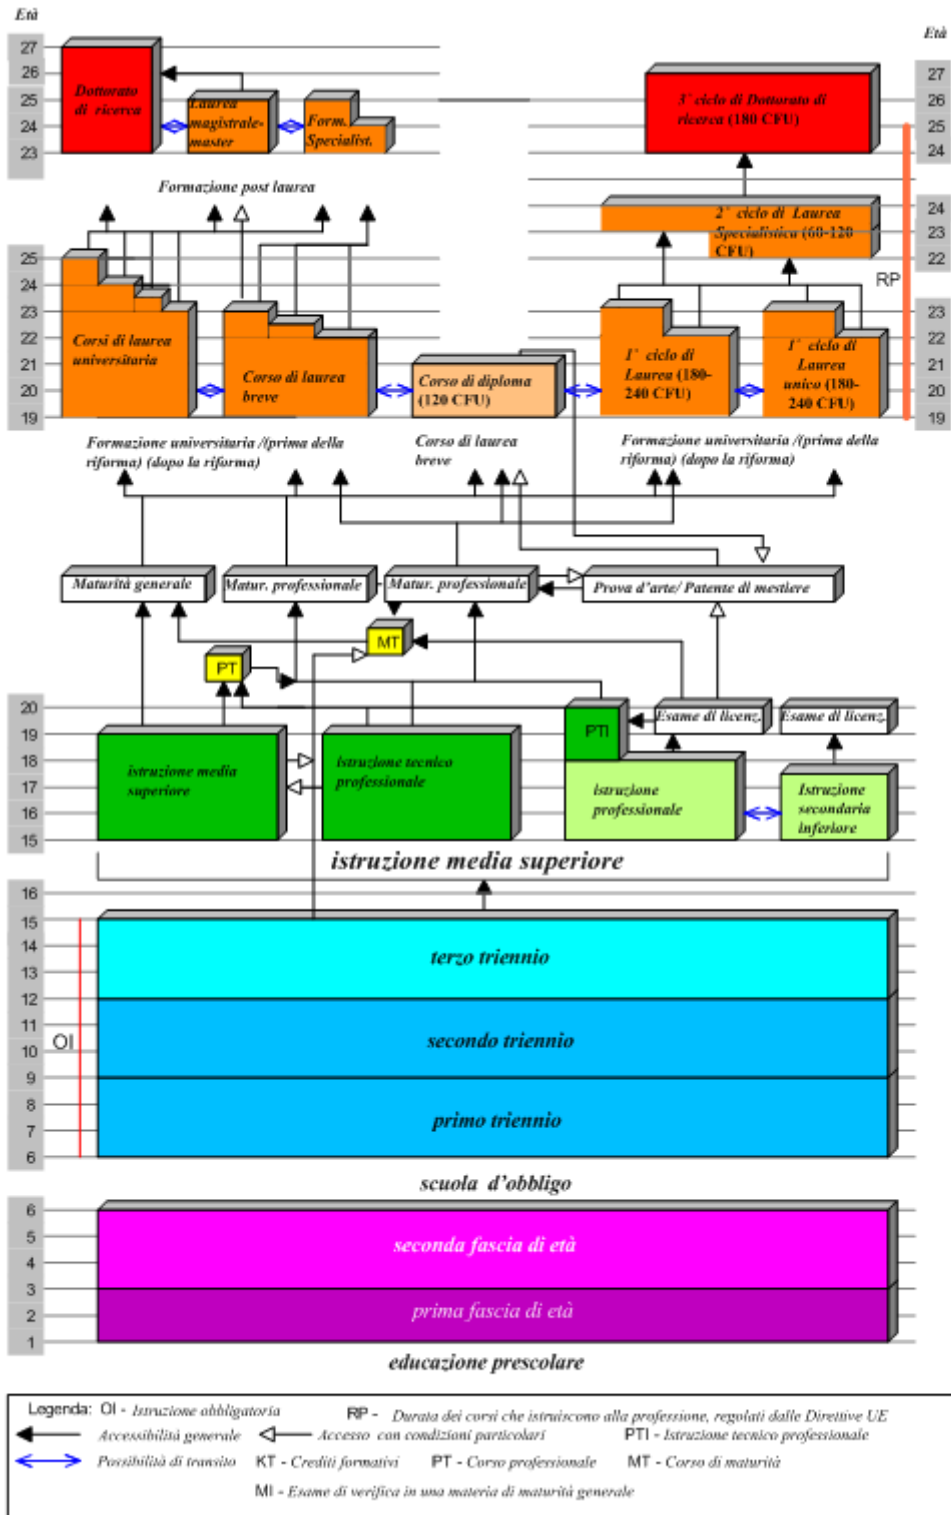 Età
Età
27
26
25
24
23
27
26
25
24
Dottorato
di ricerca
Laurea
magistrale-
master
Form.
Specialist.
3° ciclo di Dottorato di
ricerca (180 CFU)
Formazione post laurea
24
23
22
2° ciclo di Laurea
Specialistica (60-120
CFU)
RP
25
24
23
22
21
20
19
23
22
21
20
19
Corsi di laurea
universitaria
Corso di laurea
breve
Corso di diploma
(120 CFU)
1° ciclo di
Laurea (180-
240 CFU)
1° ciclo di
Laurea
unico (180-
240 CFU)
Formazione universitaria /(prima della
riforma) (dopo la riforma)
Corso di laurea
breve
Formazione universitaria /(prima della
riforma) (dopo la riforma)
Maturità generale
Matur. professionale
Matur. professionale
Prova d'arte/ Patente di mestiere
MT
PT
20
19
18
17
16
15
PTI
Esame di licenz.
Esame di licenz.
istruzione media
superiore
istruzione tecnico
professionale
istruzione
professionale
Istruzione
secondaria
inferiore
istruzione media superiore
16
15
14
13
12
11
10
9
8
7
6
OI
terzo triennio
secondo triennio
primo triennio
scuola d'obbligo
6
5
4
3
2
1
seconda fascia di età
prima fascia di età
educazione prescolare
Legenda: OI - Istruzione obbligatoria RP - Durata dei corsi che istruiscono alla professione, regolati dalle Direttive UE
Accessibilità generale Accesso con condizioni particolari PTI - Istruzione tecnico professionale
Possibilità di transito KT - Crediti formativi PT - Corso professionale MT - Corso di maturità
MI - Esame di verifica in una materia di maturità generale